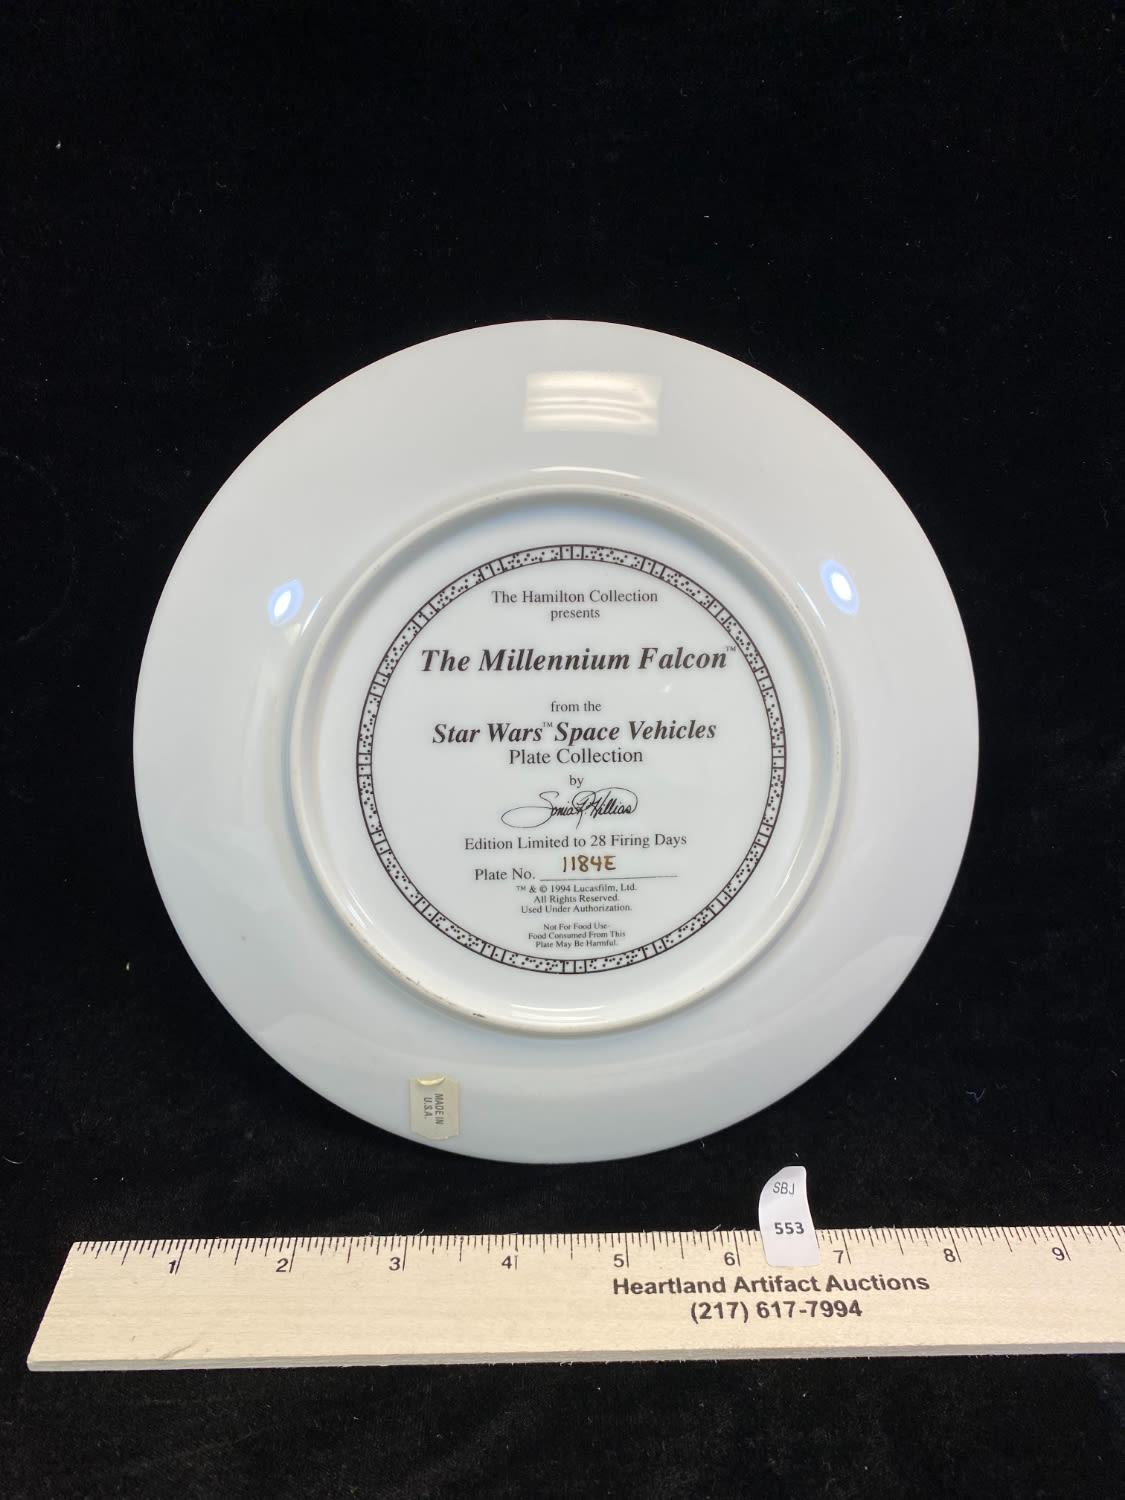 The Hamilton Collection
presents
The Millennium Falcon™
from the
Star Wars™ Space Vehicles
Plate Collection
by
Sonia R. Hillios
Edition Limited to 28 Firing Days
Plate No. 1184E
™ & © 1994 Lucasfilm, Ltd.
All Rights Reserved.
Used Under Authorization.
Not For Food Use-
Food Consumed From This
Plate May Be Harmful.
MADE IN
U.S.A.
SBJ
553
1 2 3 4 5 6 7 8 9
Heartland Artifact Auctions
(217) 617-7994